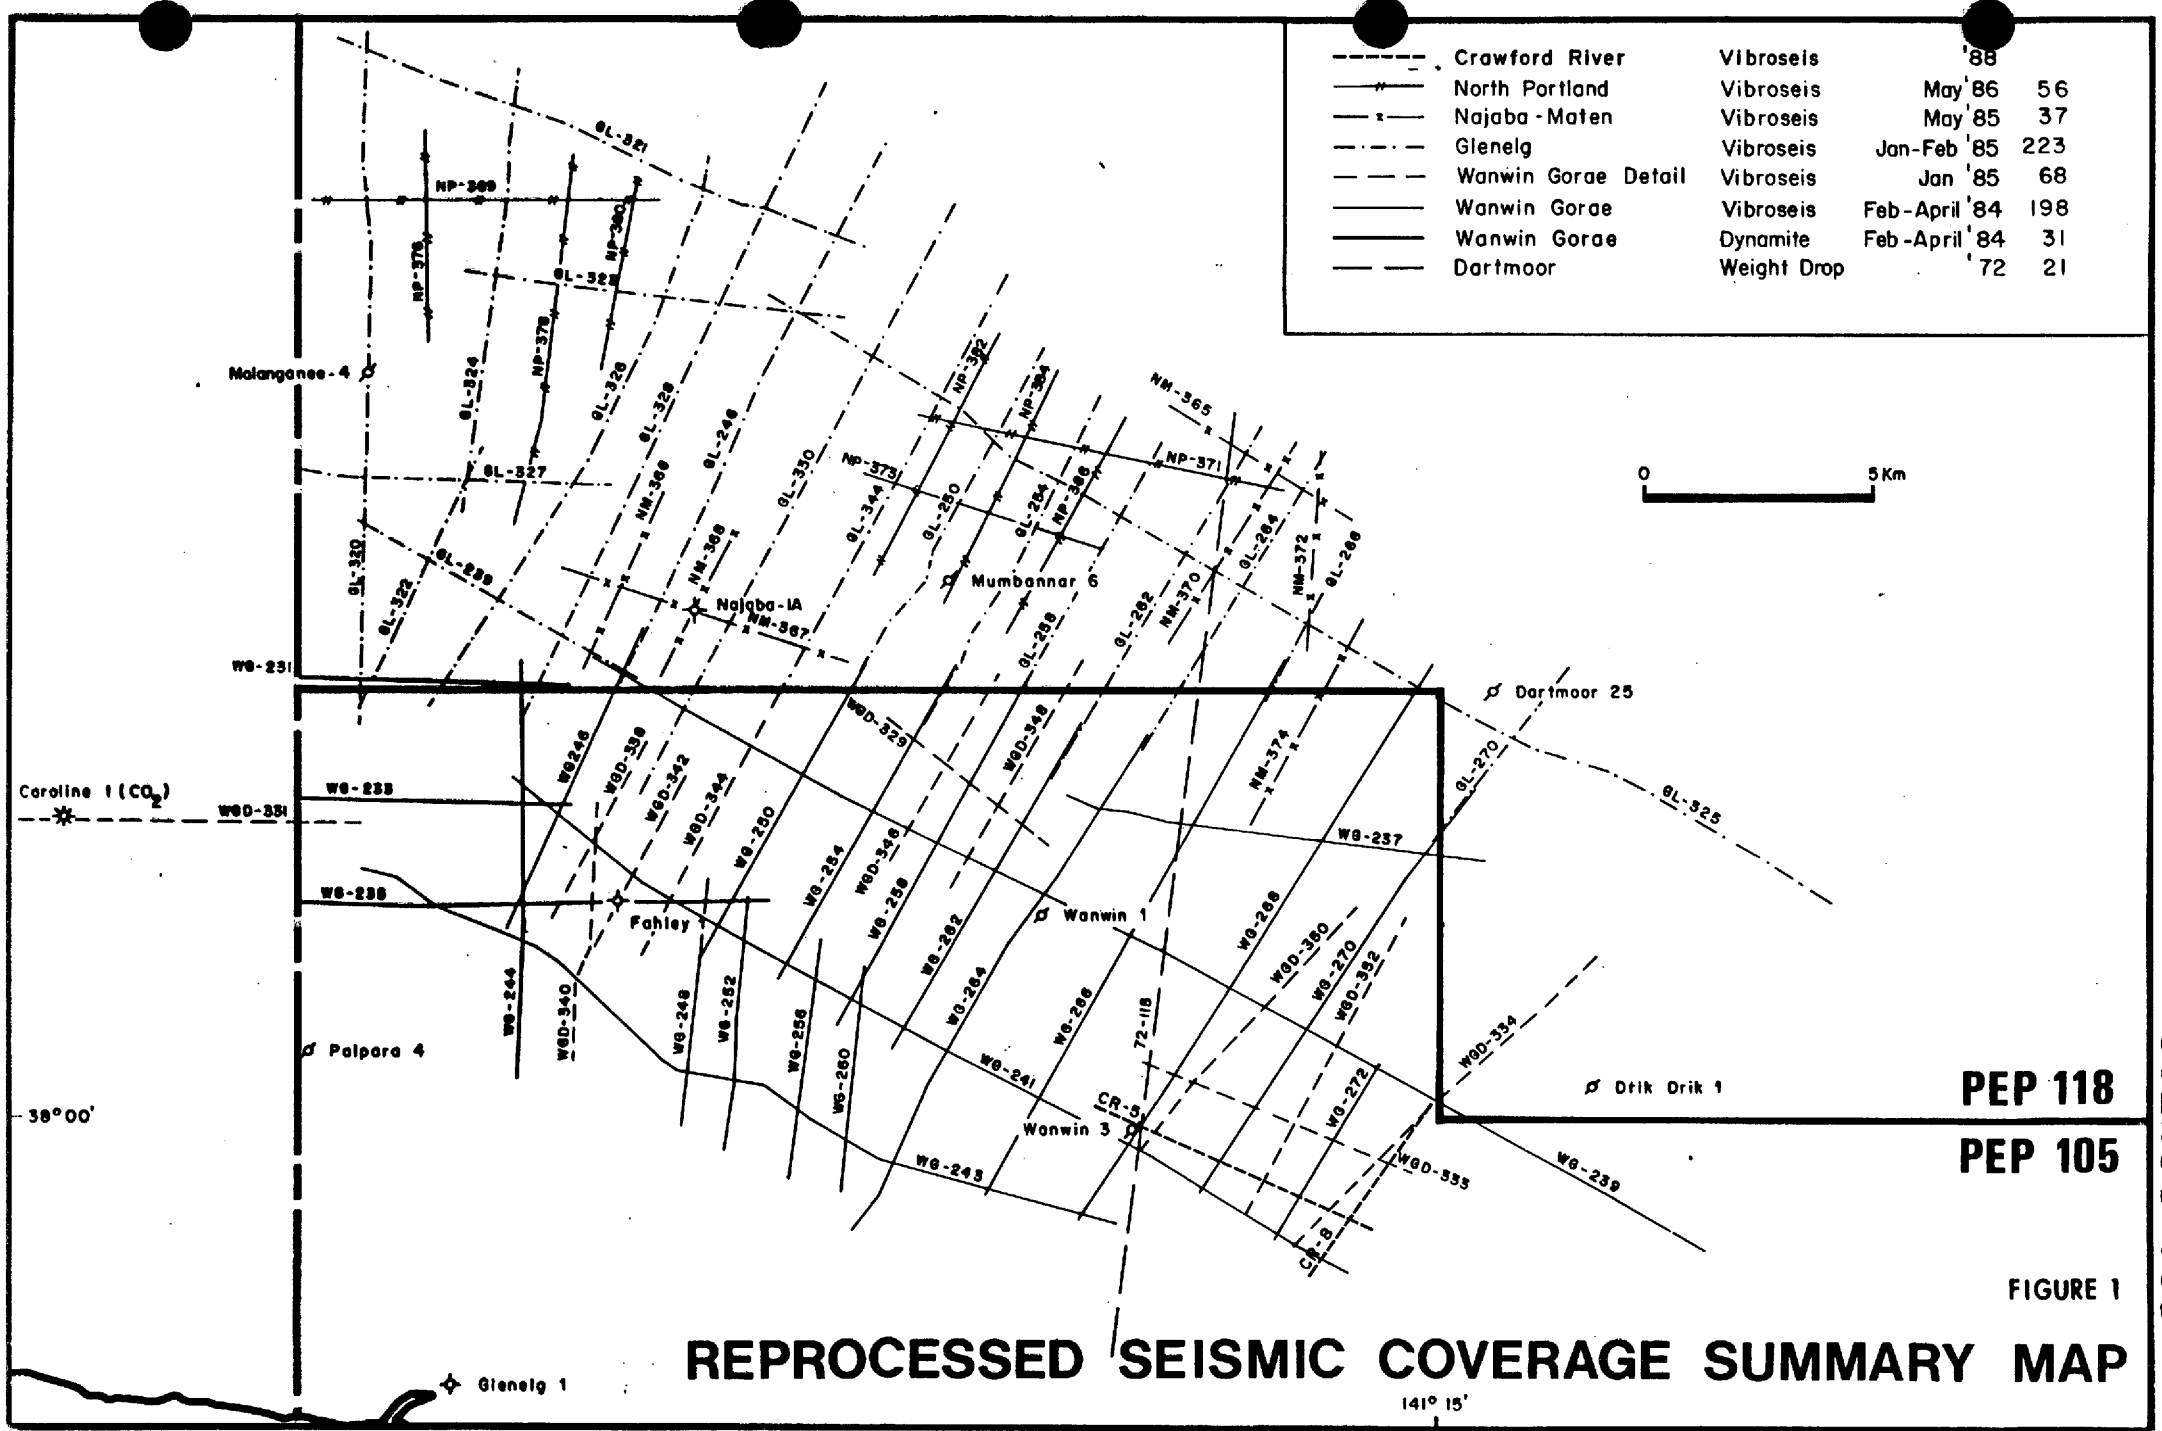 Crawford River Vibroseis '88
North Portland Vibroseis May '86 56
Najaba-Maten Vibroseis May '85 37
Glenelg Vibroseis Jan-Feb '85 223
Wanwin Gorae Detail Vibroseis Jan '85 68
Wanwin Gorae Vibroseis Feb-April '84 198
Wanwin Gorae Dynamite Feb-April '84 31
Dartmoor Weight Drop '72 21
GL-321
NP-369
NP-380
NP-376
GL-323
NP-378
Malanganee-4
GL-324
GL-326
GL-328
GL-246
NP-382
NP-384
NM-365
0 5 Km
GL-327
NM-366
GL-330
NP-373
NP-371
GL-344
GL-250
GL-254
NP-386
GL-264
NM-372
GL-266
GL-320
GL-239
GL-322
NM-368
Najaba-1A
NM-367
Mumbannar 6
GL-258
GL-262
NM-370
WG-231
Dartmoor 25
WGD-329
WGD-348
NM-374
GL-270
WG246
WGD-338
WGD-342
WGD-344
Caroline 1 (CO2)
WG-233
WGD-331
GL-325
WG-237
WG-250
WG-254
WGD-346
WG-258
WG-235
Fahley 1
Wanwin 1
WG-262
WG-268
WGD-350
WG-270
WGD-352
WG-244
WGD-340
WG-248
WG-252
WG-256
WG-260
WG-264
WG-266
72-118
WGD-334
Palpara 4
WG-241
WG-272
Drik Drik 1
PEP 118
38°00'
CR-5
Wanwin 3
PEP 105
WG-243
WGD-333
WG-239
CR-8
FIGURE 1
REPROCESSED SEISMIC COVERAGE SUMMARY MAP
Glenelg 1
141° 15'